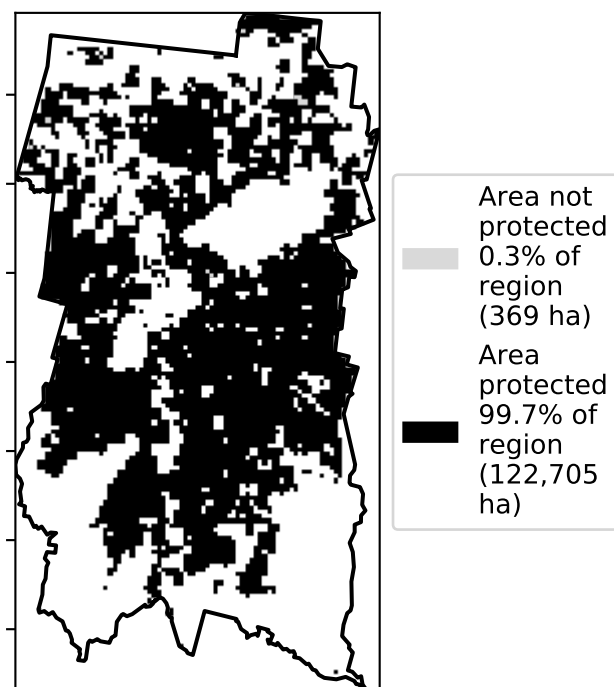 Area not
protected
0.3% of
region
(369 ha)
Area
protected
99.7% of
region
(122,705
ha)